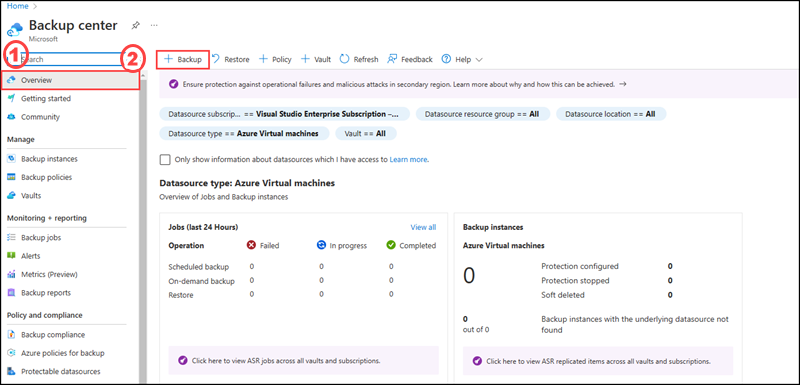 Home >
Backup center
Microsoft
1
Search
2
+ Backup Restore + Policy + Vault Refresh Feedback Help
Overview
Getting started
Community
Manage
Backup instances
Backup policies
Vaults
Monitoring + reporting
Backup jobs
Alerts
Metrics (Preview)
Backup reports
Policy and compliance
Backup compliance
Azure policies for backup
Protectable datasources
Ensure protection against operational failures and malicious attacks in secondary region. Learn more about why and how this can be achieved. →
Datasource subscrip... == Visual Studio Enterprise Subscription –... Datasource resource group == All Datasource location == All
Datasource type == Azure Virtual machines Vault == All
Only show information about datasources which I have access to Learn more.
Datasource type: Azure Virtual machines
Overview of Jobs and Backup instances
Jobs (last 24 Hours) View all
Operation Failed In progress Completed
Scheduled backup 0 0 0
On-demand backup 0 0 0
Restore 0 0 0
Click here to view ASR jobs across all vaults and subscriptions.
Backup instances
Azure Virtual machines
0
Protection configured 0
Protection stopped 0
Soft deleted 0
0
out of 0
Backup instances with the underlying datasource not found
Click here to view ASR replicated items across all vaults and subscriptions.